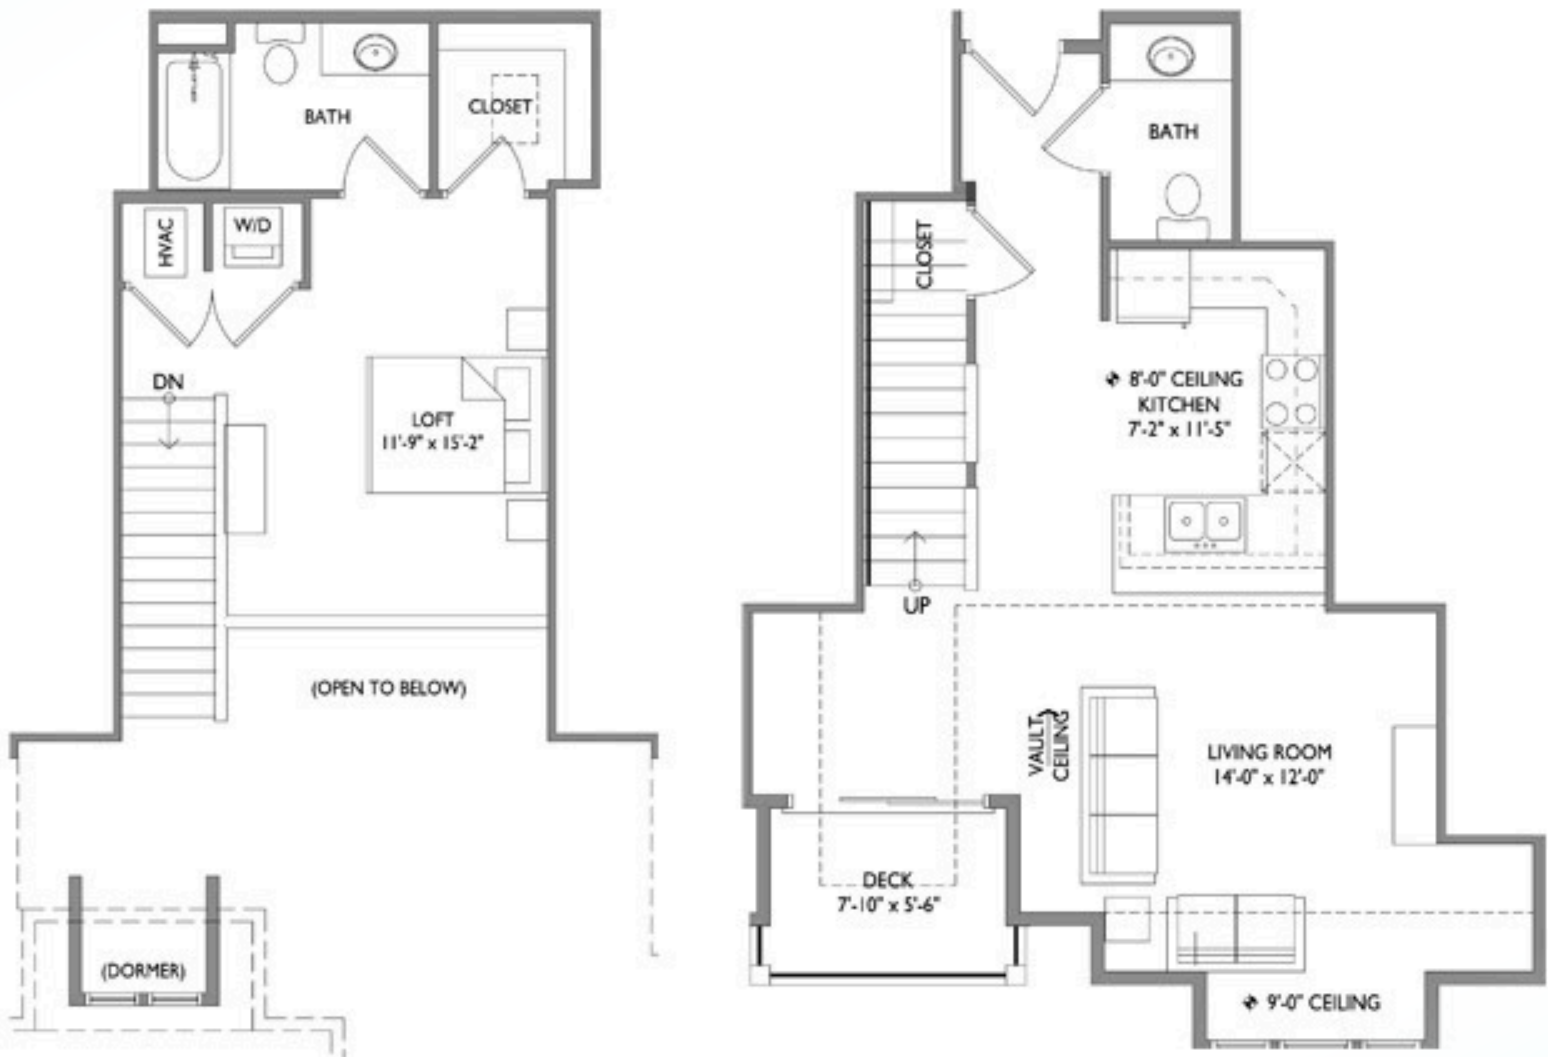 BATH
CLOSET
HVAC
W/D
DN
LOFT
11'-9" x 15'-2"
(OPEN TO BELOW)
(DORMER)
BATH
CLOSET
8'-0" CEILING
KITCHEN
7'-2" x 11'-5"
UP
VAULT
CEILING
LIVING ROOM
14'-0" x 12'-0"
DECK
7'-10" x 5'-6"
9'-0" CEILING